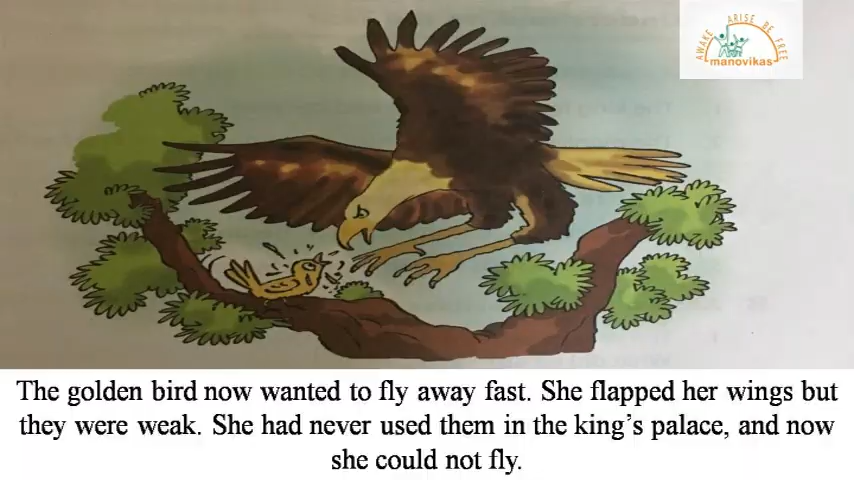 AWAKE ARISE BE FREE
manovikas
The golden bird now wanted to fly away fast. She flapped her wings but
they were weak. She had never used them in the king’s palace, and now
she could not fly.